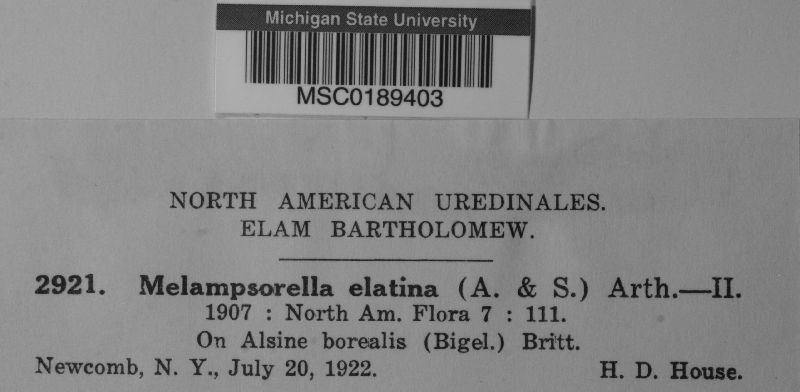 Michigan State University
MSC0189403
NORTH AMERICAN UREDINALES.
ELAM BARTHOLOMEW.
2921. Melampsorella elatina (A. & S.) Arth.—II.
1907 : North Am. Flora 7 : 111.
On Alsine borealis (Bigel.) Britt.
Newcomb, N. Y., July 20, 1922. H. D. House.